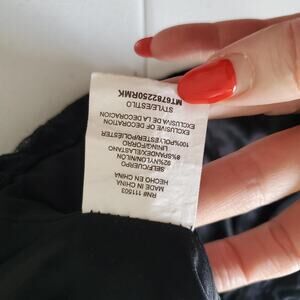 RN# 111503
MADE IN CHINA
HECHO EN CHINA
SELF/CUERPO
92%NYLON/NILON
8%SPANDEX/ELASTANO
LINING/FORRO
100%POLYESTER/POLIESTER
EXCLUSIVE OF DECORATION
EXCLUSIVA DE LA DECORACION
STYLE/ESTILO
MT6782250RMK